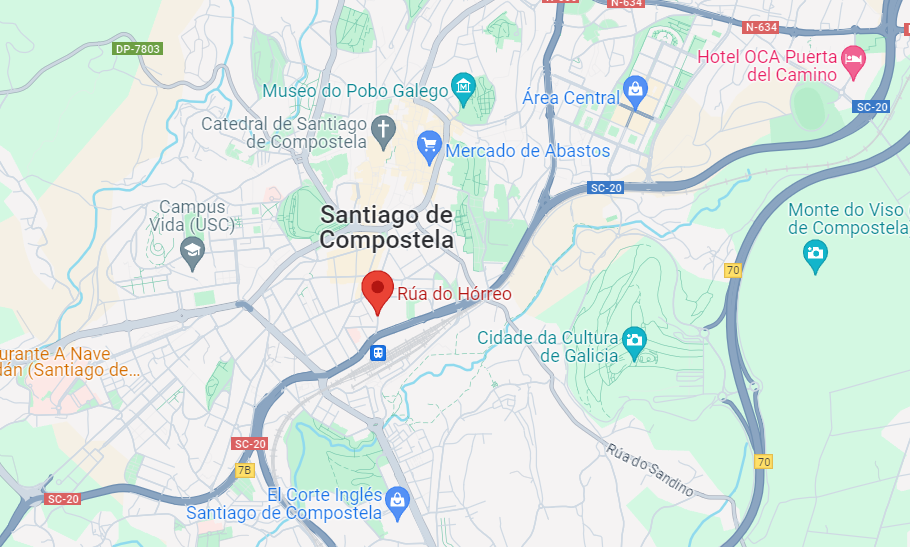 N-634
N-634
DP-7803
Hotel OCA Puerta
del Camino
Museo do Pobo Galego
Área Central
SC-20
Catedral de Santiago
de Compostela
Mercado de Abastos
SC-20
Campus
Vida (USC)
Santiago de
Compostela
Monte do Viso
de Compostela
70
Rúa do Hórreo
Cidade da Cultura
de Galicia
urante A Nave
dán (Santiago de...
SC-20
7B
Rúa do Sandino
70
SC-20
El Corte Inglés
Santiago de Compostela